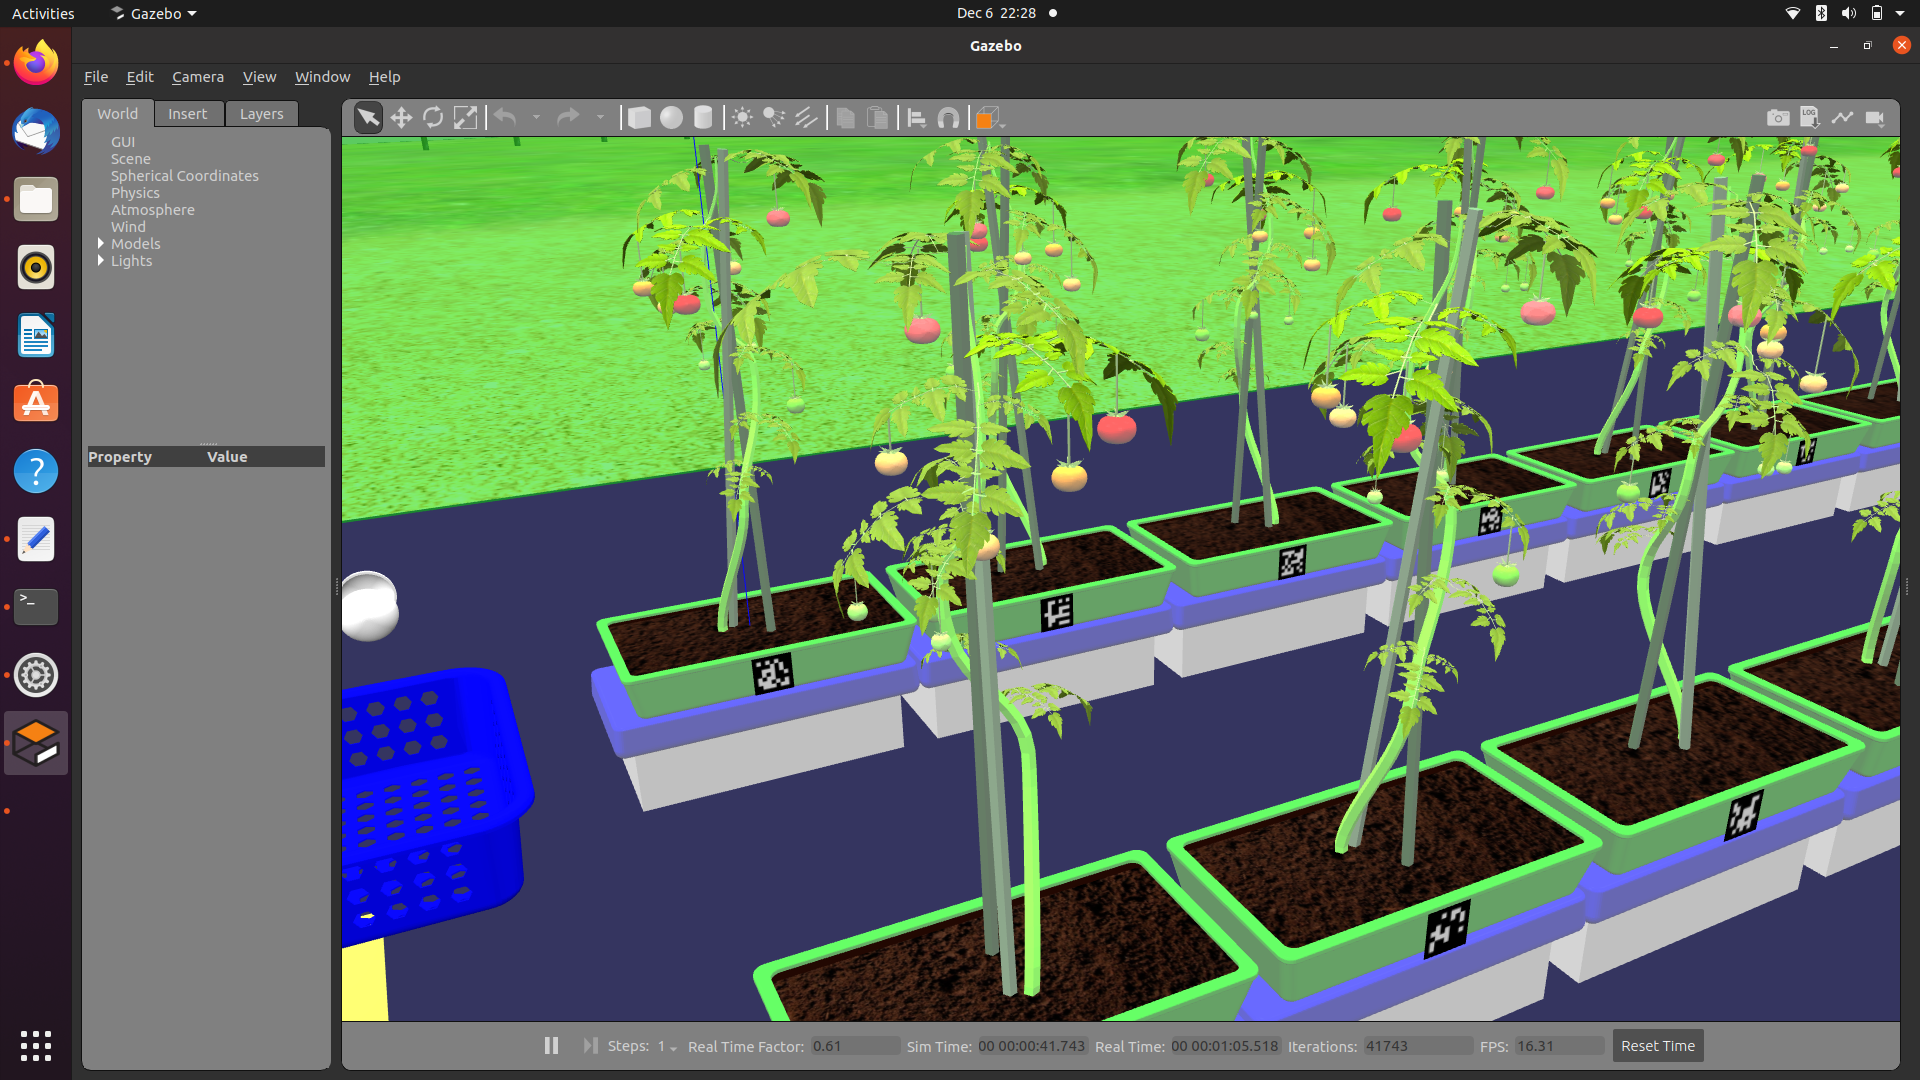 Activities
Gazebo
Dec 6 22:28
Gazebo
File Edit Camera View Window Help
World Insert Layers
GUI
Scene
Spherical Coordinates
Physics
Atmosphere
Wind
Models
Lights
Property Value
LOG
Steps: 1 Real Time Factor: 0.61 Sim Time: 00 00:00:41.743 Real Time: 00 00:01:05.518 Iterations: 41743 FPS: 16.31 Reset Time